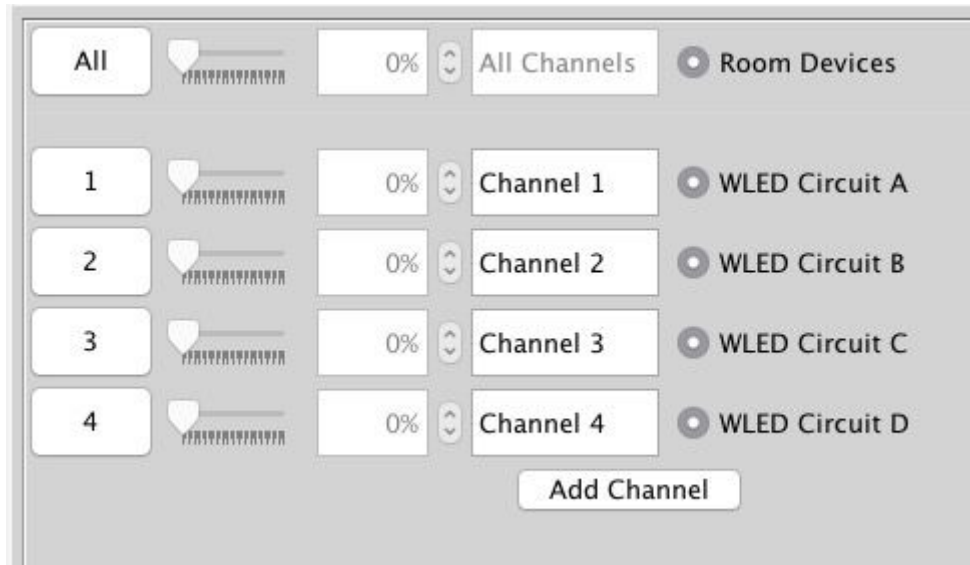 All 0% All Channels Room Devices
1 0% Channel 1 WLED Circuit A
2 0% Channel 2 WLED Circuit B
3 0% Channel 3 WLED Circuit C
4 0% Channel 4 WLED Circuit D
Add Channel